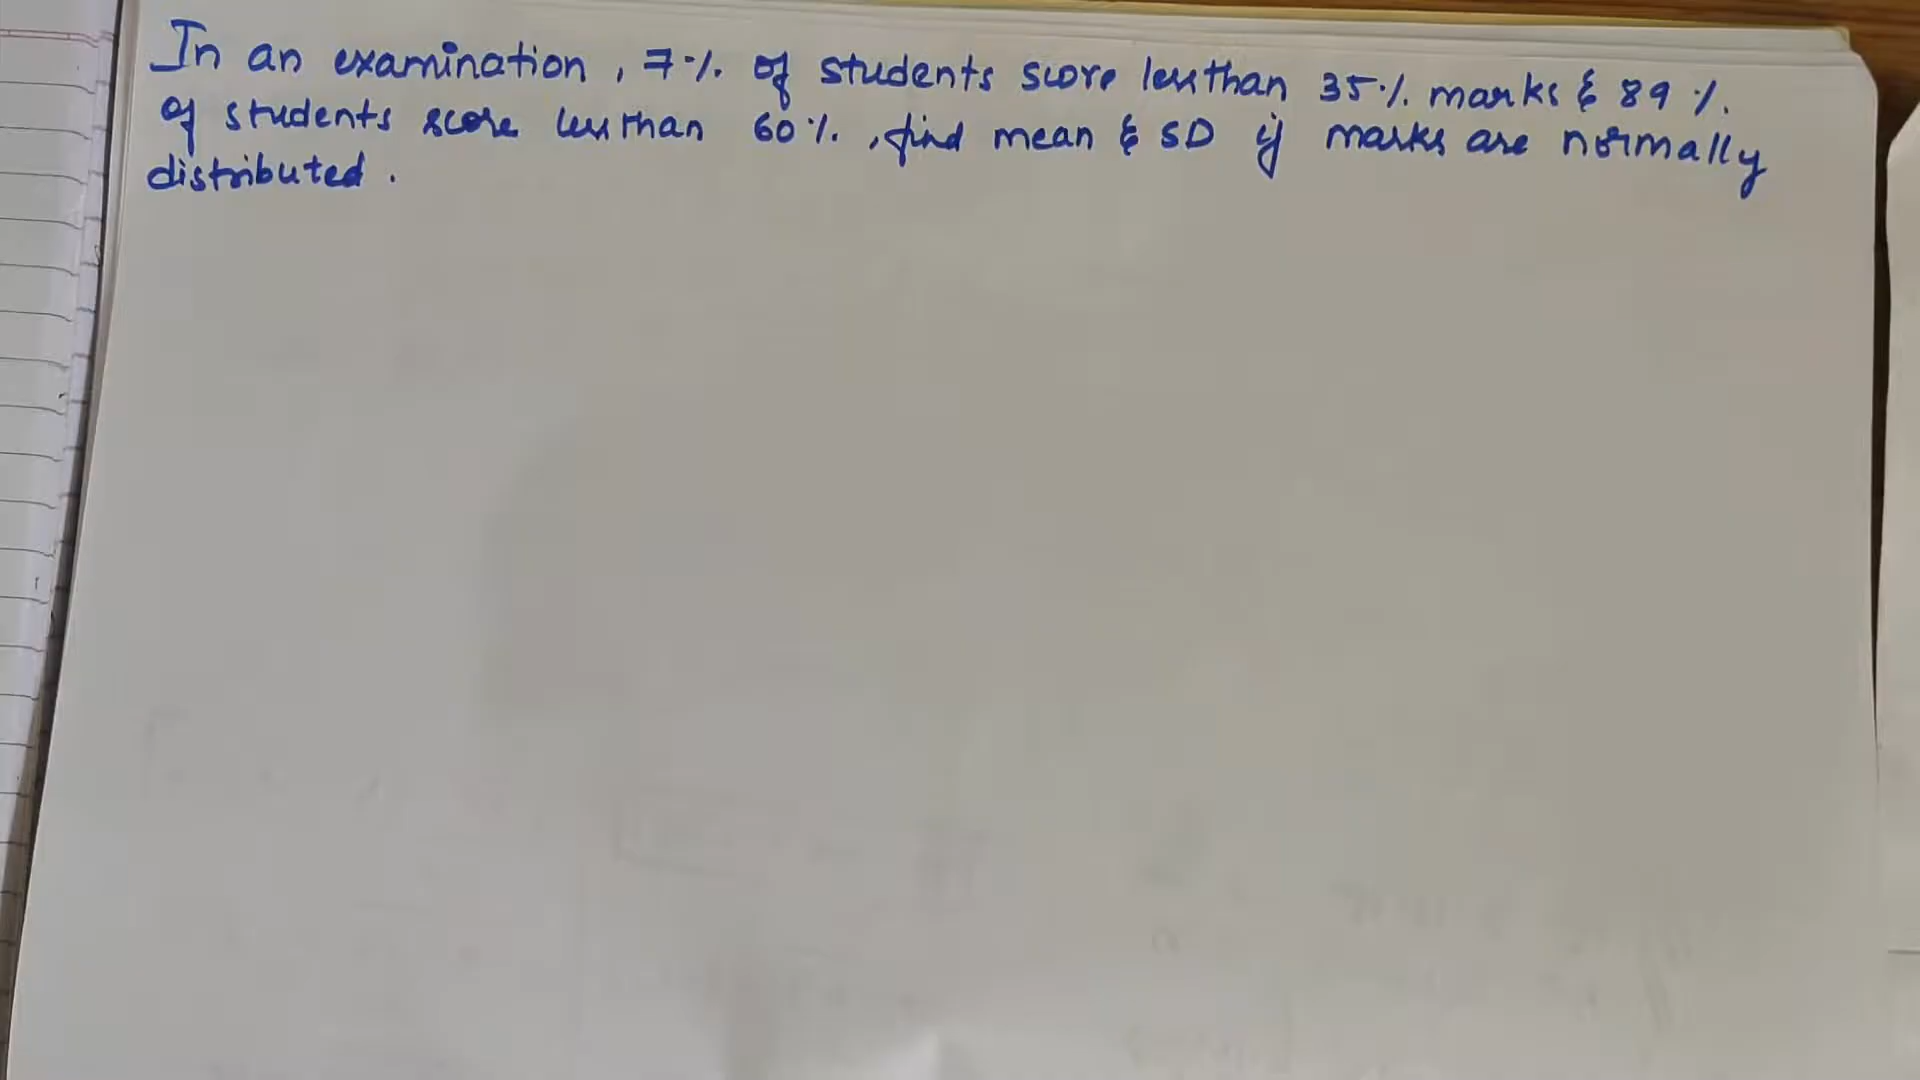 In an examination, 7% of students score less than 35% marks & 89%
of students score less than 60%, find mean & SD if marks are normally
distributed.